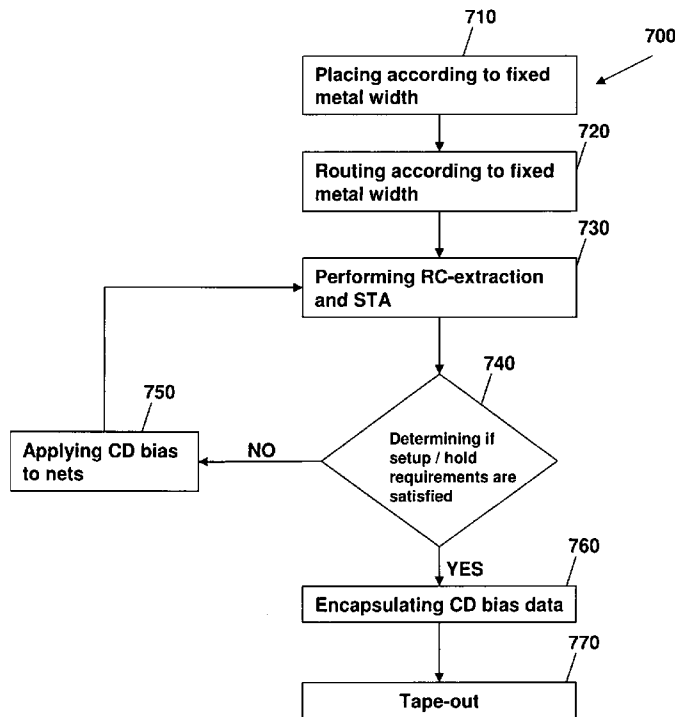 710
700
Placing according to fixed
metal width
720
Routing according to fixed
metal width
730
Performing RC-extraction
and STA
740
750
Applying CD bias
to nets
NO
Determining if
setup / hold
requirements are
satisfied
YES
760
Encapsulating CD bias data
770
Tape-out